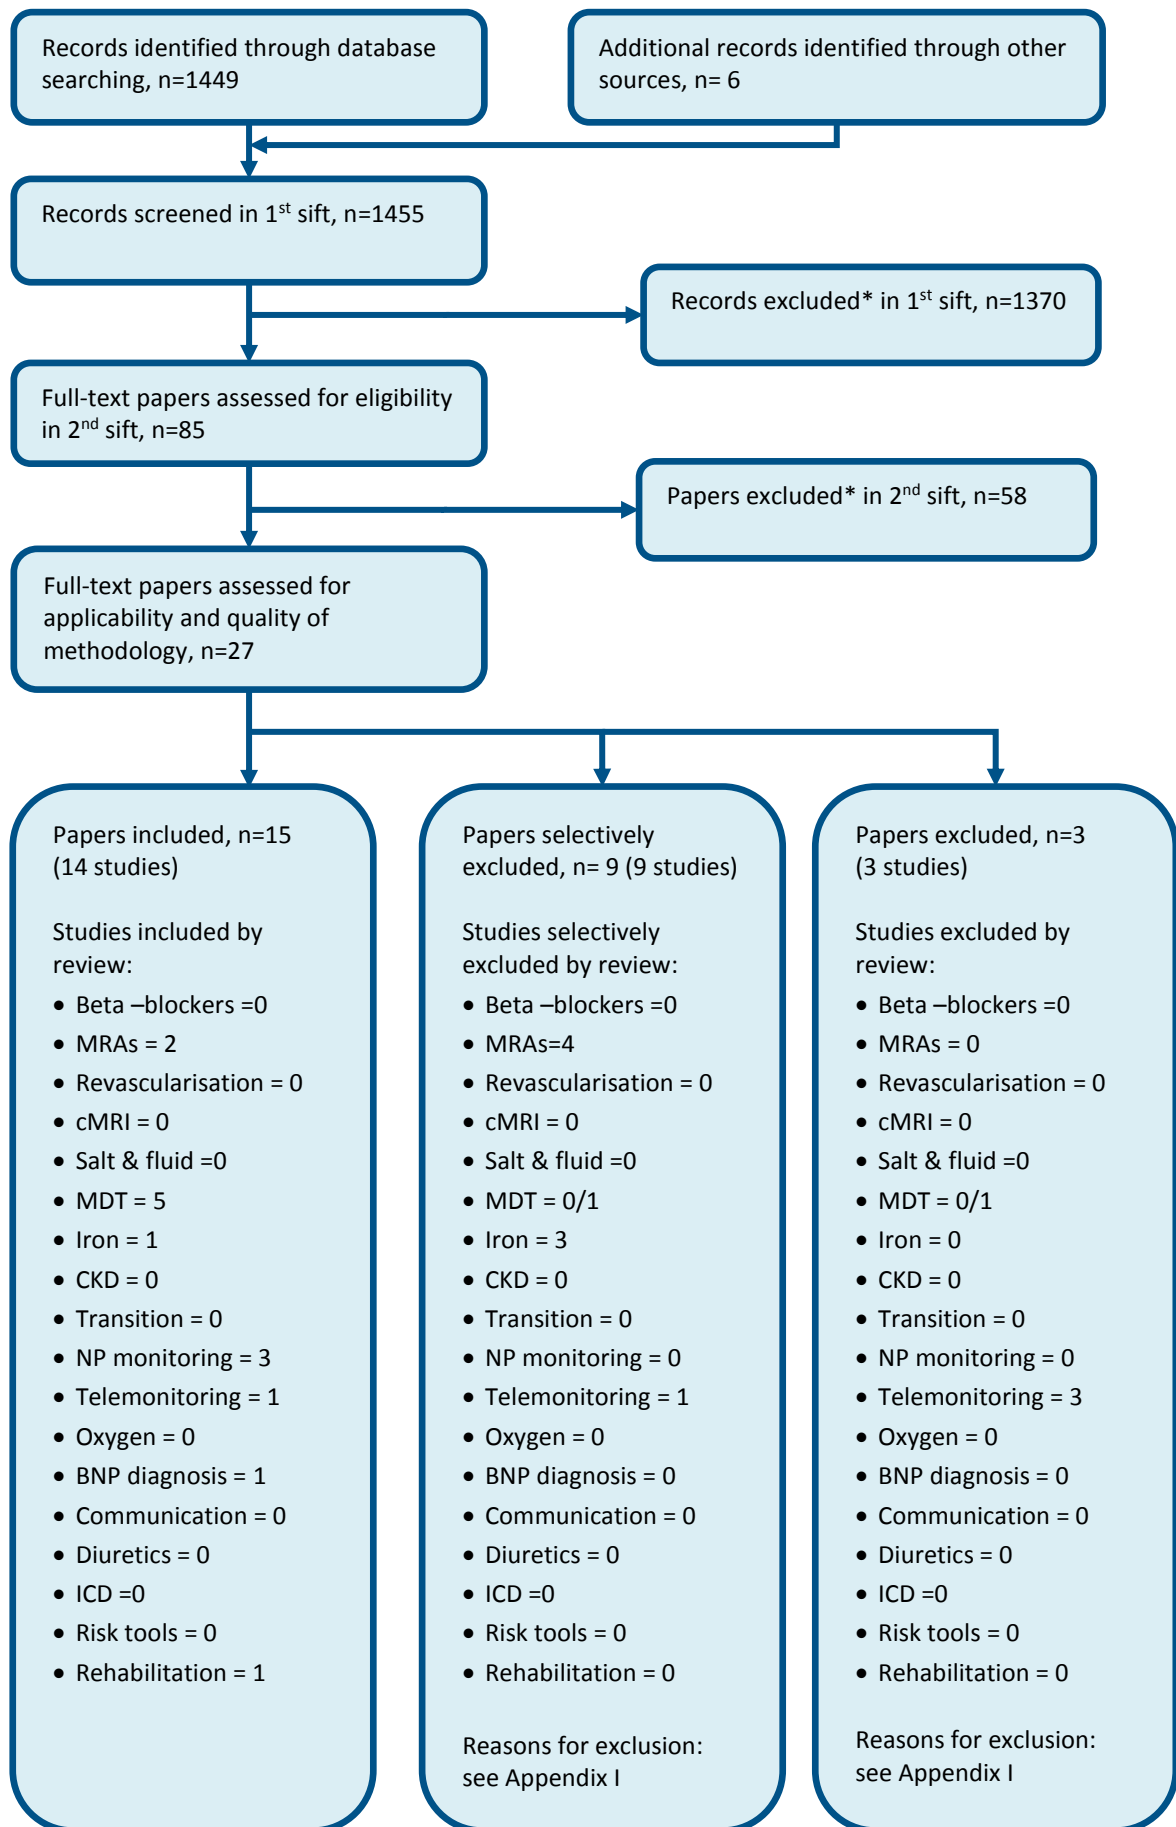 Records identified through database
searching, n=1449
Additional records identified through other
sources, n= 6
Records screened in 1st sift, n=1455
Records excluded* in 1st sift, n=1370
Full-text papers assessed for eligibility
in 2nd sift, n=85
Papers excluded* in 2nd sift, n=58
Full-text papers assessed for
applicability and quality of
methodology, n=27
Papers included, n=15
(14 studies)
Studies included by
review:
• Beta –blockers =0
• MRAs = 2
• Revascularisation = 0
• cMRI = 0
• Salt & fluid =0
• MDT = 5
• Iron = 1
• CKD = 0
• Transition = 0
• NP monitoring = 3
• Telemonitoring = 1
• Oxygen = 0
• BNP diagnosis = 1
• Communication = 0
• Diuretics = 0
• ICD =0
• Risk tools = 0
• Rehabilitation = 1
Papers selectively
excluded, n= 9 (9 studies)
Studies selectively
excluded by review:
• Beta –blockers =0
• MRAs=4
• Revascularisation = 0
• cMRI = 0
• Salt & fluid =0
• MDT = 0/1
• Iron = 3
• CKD = 0
• Transition = 0
• NP monitoring = 0
• Telemonitoring = 1
• Oxygen = 0
• BNP diagnosis = 0
• Communication = 0
• Diuretics = 0
• ICD =0
• Risk tools = 0
• Rehabilitation = 0
Reasons for exclusion:
see Appendix I
Papers excluded, n=3
(3 studies)
Studies excluded by
review:
• Beta –blockers =0
• MRAs = 0
• Revascularisation = 0
• cMRI = 0
• Salt & fluid =0
• MDT = 0/1
• Iron = 0
• CKD = 0
• Transition = 0
• NP monitoring = 0
• Telemonitoring = 3
• Oxygen = 0
• BNP diagnosis = 0
• Communication = 0
• Diuretics = 0
• ICD =0
• Risk tools = 0
• Rehabilitation = 0
Reasons for exclusion:
see Appendix I